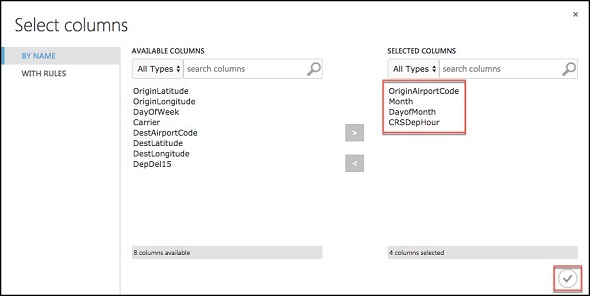 Select columns
BY NAME
WITH RULES
AVAILABLE COLUMNS
All Types search columns
OriginLatitude
OriginLongitude
DayOfWeek
Carrier
DestAirportCode
DestLatitude
DestLongitude
DepDel15
8 columns available
>
<
SELECTED COLUMNS
All Types search columns
OriginAirportCode
Month
DayofMonth
CRSDepHour
4 columns selected